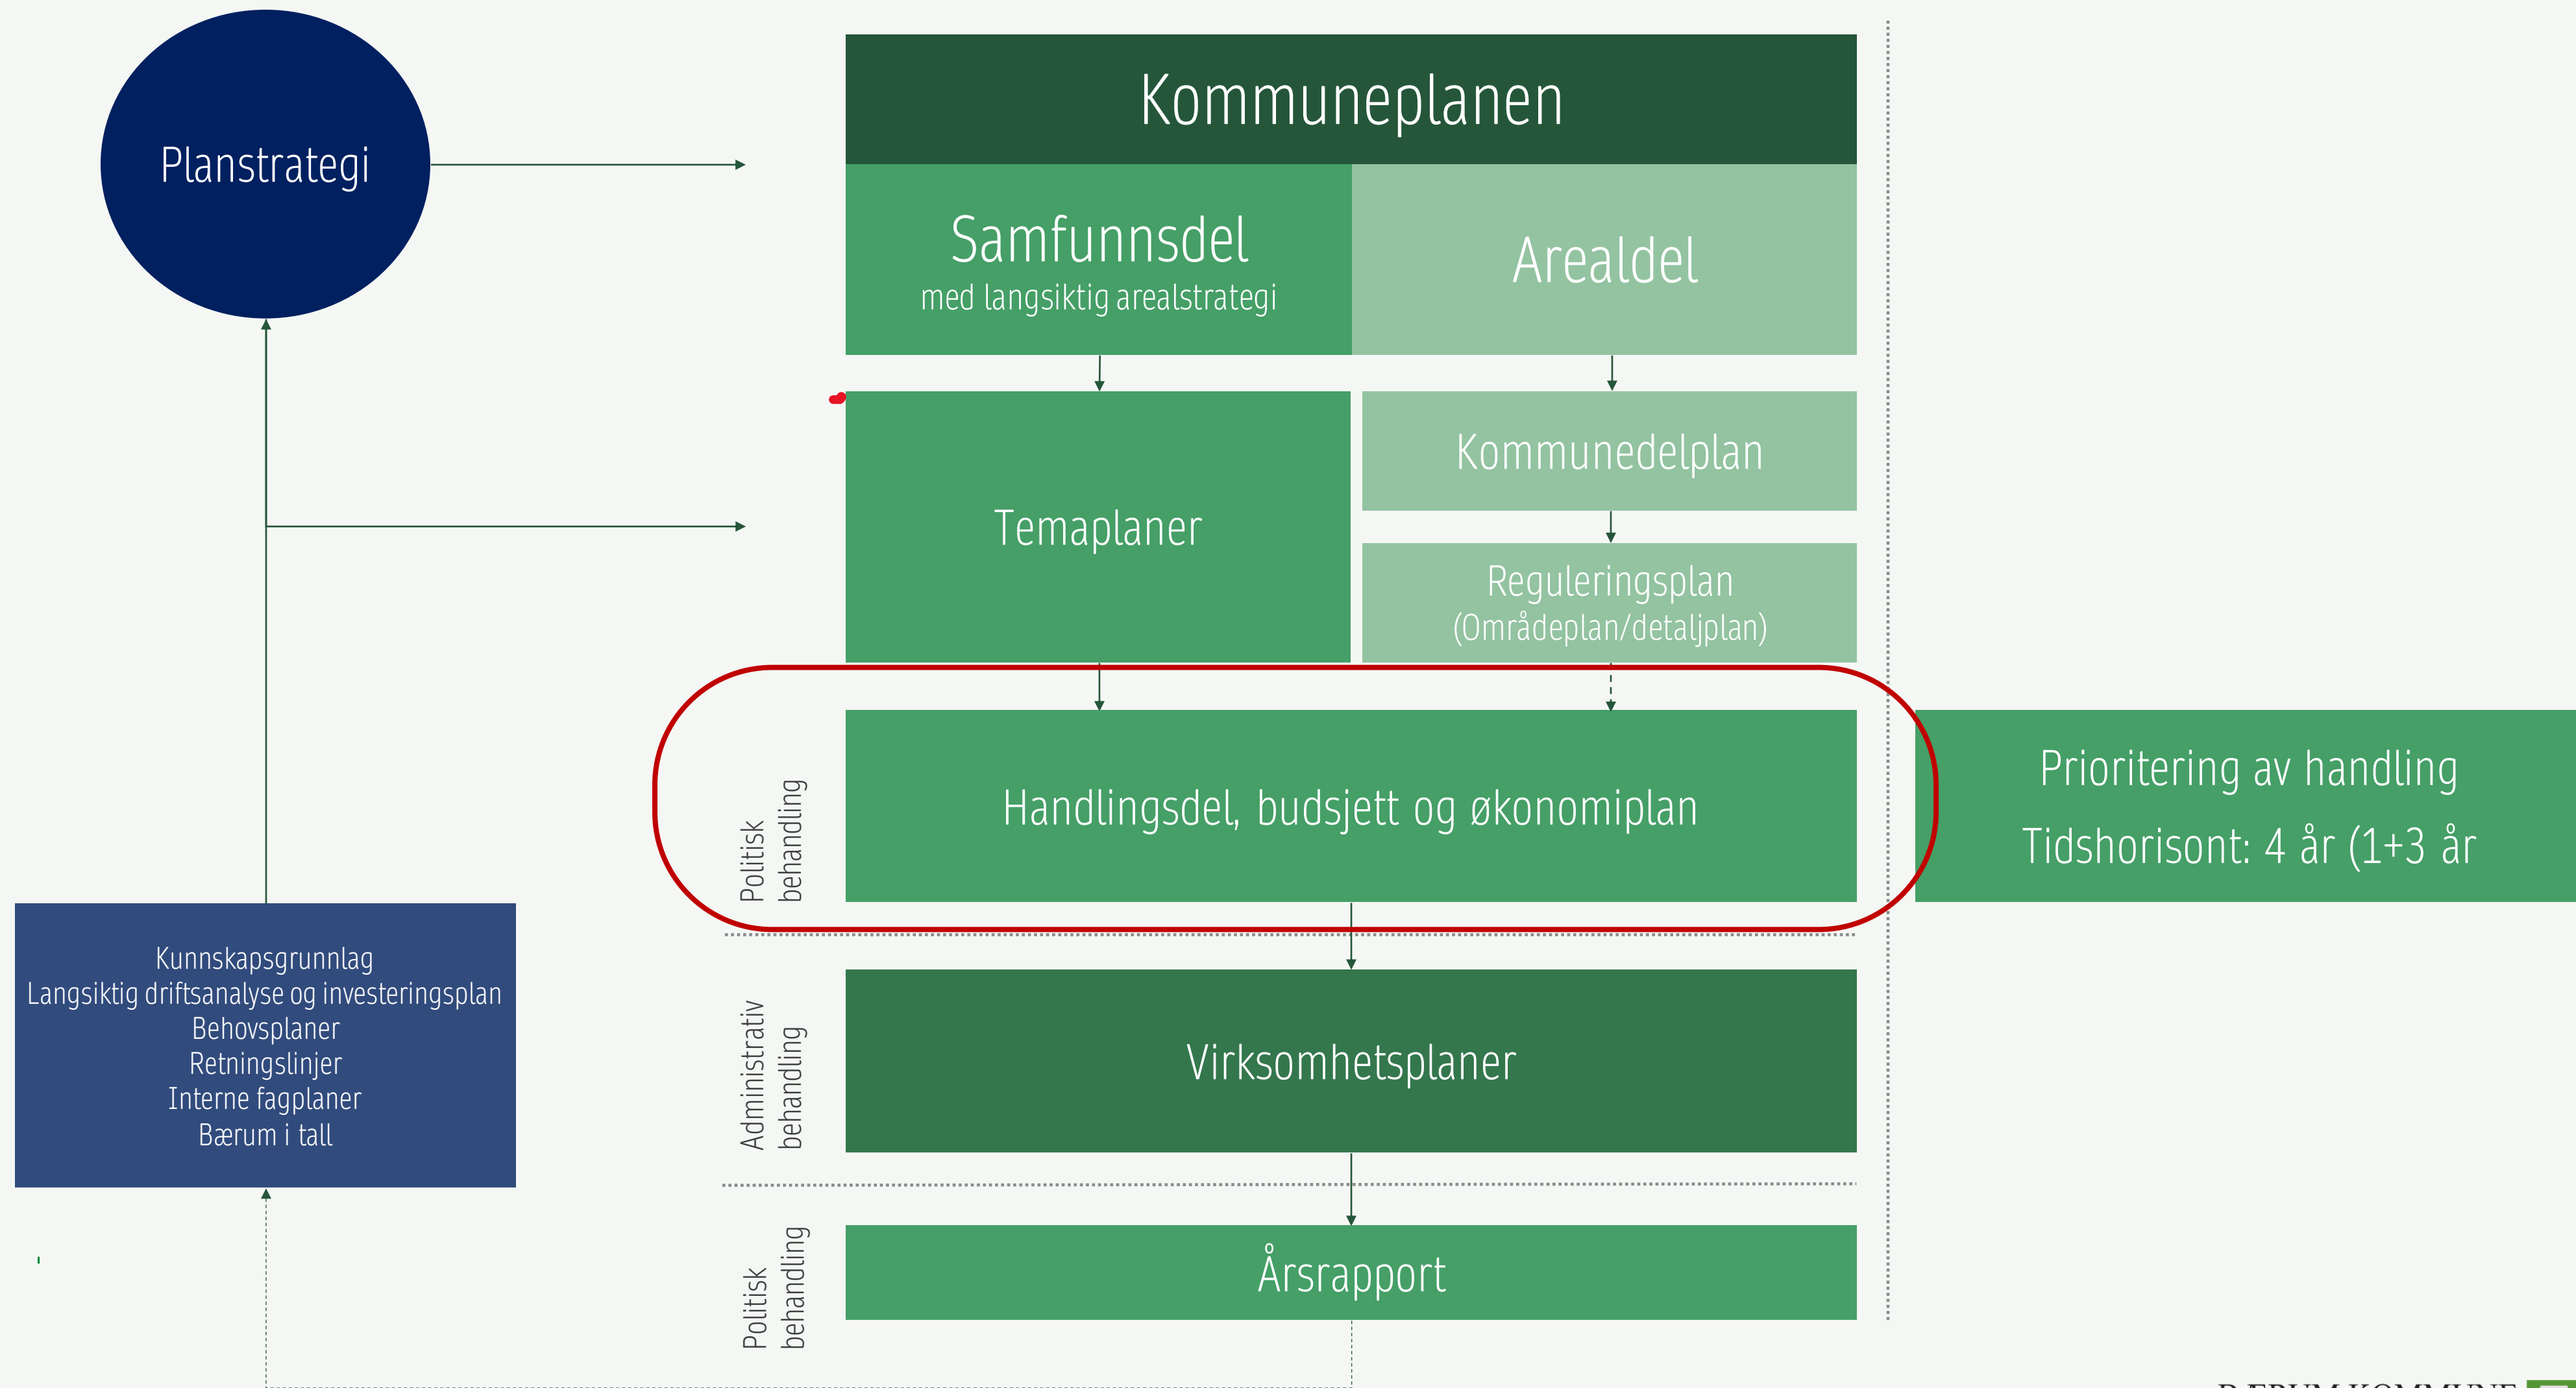 Planstrategi
Kommuneplanen
Samfunnsdel
med langsiktig arealstrategi
Arealdel
Temaplaner
Kommunedelplan
Reguleringsplan
(Områdeplan/detaljplan)
Politisk
behandling
Handlingsdel, budsjett og økonomiplan
Prioritering av handling
Tidshorisont: 4 år (1+3 år
Kunnskapsgrunnlag
Langsiktig driftsanalyse og investeringsplan
Behovsplaner
Retningslinjer
Interne fagplaner
Bærum i tall
Administrativ
behandling
Virksomhetsplaner
Politisk
behandling
Årsrapport
BÆRUM KOMMUNE